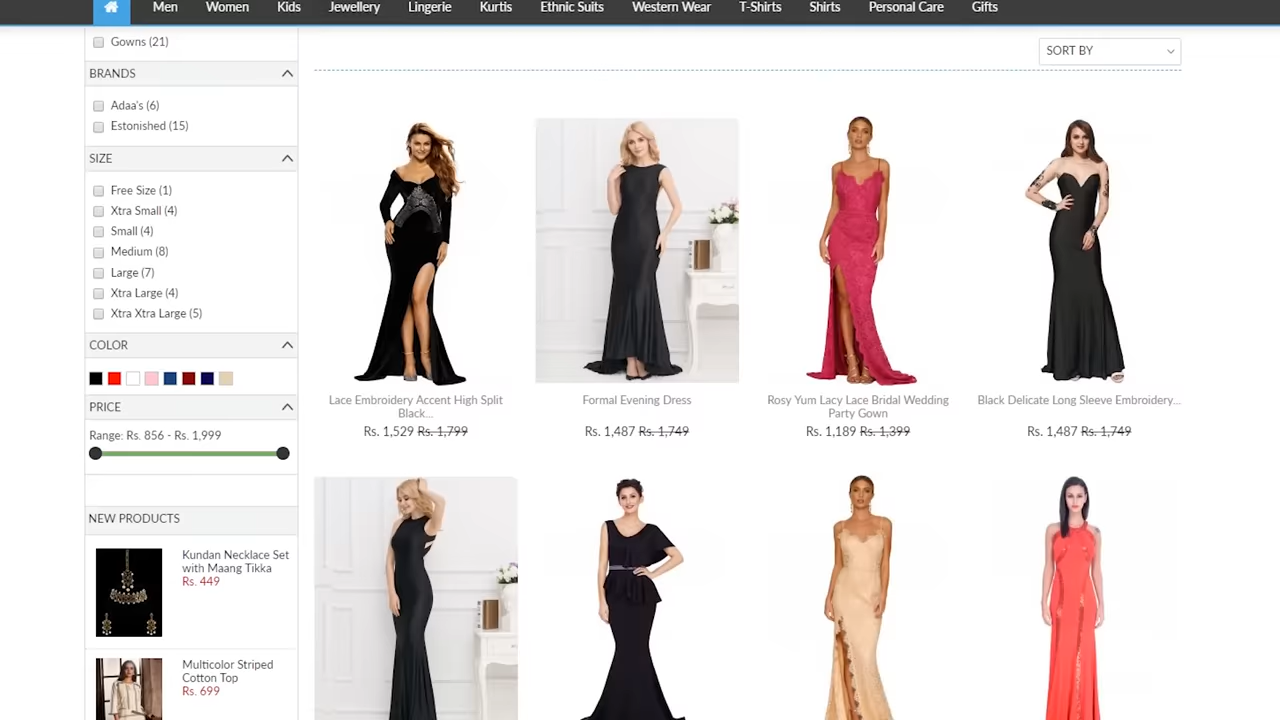 Men Women Kids Jewellery Lingerie Kurtis Ethnic Suits Western Wear T-Shirts Shirts Personal Care Gifts
Gowns (21)
BRANDS
Adaa's (6)
Estonished (15)
SIZE
Free Size (1)
Xtra Small (4)
Small (4)
Medium (8)
Large (7)
Xtra Large (4)
Xtra Xtra Large (5)
COLOR
PRICE
Range: Rs. 856 - Rs. 1,999
NEW PRODUCTS
Kundan Necklace Set
with Maang Tikka
Rs. 449
Multicolor Striped
Cotton Top
Rs. 699
SORT BY
Lace Embroidery Accent High Split
Black...
Rs. 1,529 Rs. 1,799
Formal Evening Dress
Rs. 1,487 Rs. 1,749
Rosy Yum Lacy Lace Bridal Wedding
Party Gown
Rs. 1,189 Rs. 1,399
Black Delicate Long Sleeve Embroidery...
Rs. 1,487 Rs. 1,749